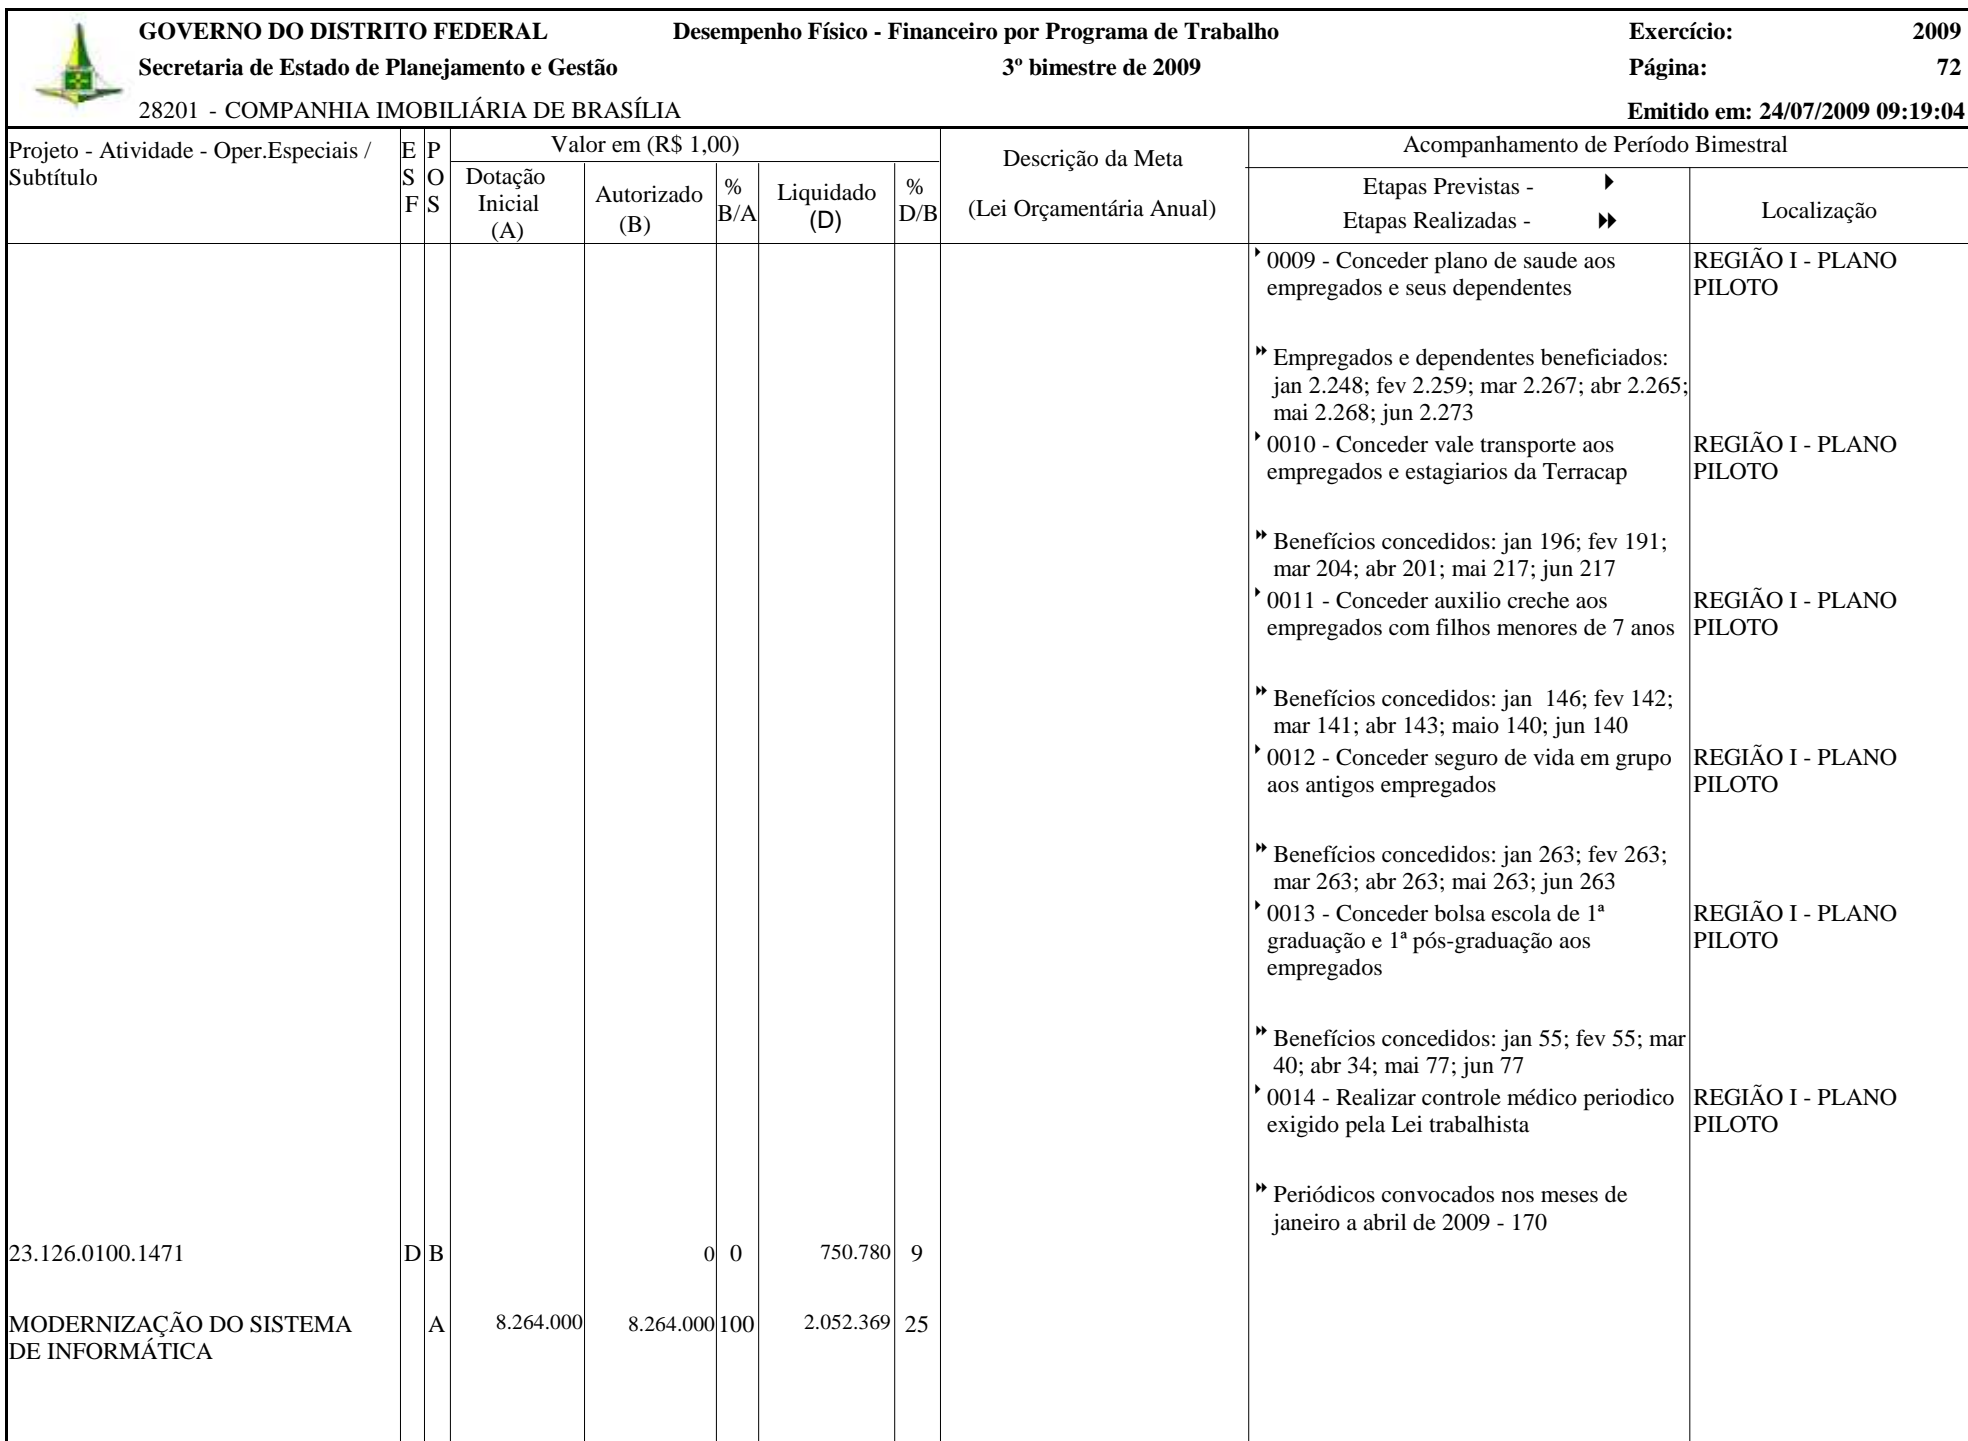 GOVERNO DO DISTRITO FEDERAL Desempenho Físico - Financeiro por Programa de Trabalho Exercício: 2009
Secretaria de Estado de Planejamento e Gestão 3º bimestre de 2009 Página: 72
28201 - COMPANHIA IMOBILIÁRIA DE BRASÍLIA Emitido em: 24/07/2009 09:19:04
Projeto - Atividade - Oper.Especiais /
Subtítulo
E
S
F
P
O
S
Valor em (R$ 1,00)
Dotação
Inicial
(A)
Autorizado
(B)
%
B/A
Liquidado
(D)
%
D/B
Descrição da Meta
(Lei Orçamentária Anual)
Acompanhamento de Período Bimestral
Etapas Previstas -
Etapas Realizadas -
Localização
0009 - Conceder plano de saude aos REGIÃO I - PLANO
empregados e seus dependentes PILOTO
Empregados e dependentes beneficiados:
jan 2.248; fev 2.259; mar 2.267; abr 2.265;
mai 2.268; jun 2.273
0010 - Conceder vale transporte aos REGIÃO I - PLANO
empregados e estagiarios da Terracap PILOTO
Benefícios concedidos: jan 196; fev 191;
mar 204; abr 201; mai 217; jun 217
0011 - Conceder auxilio creche aos REGIÃO I - PLANO
empregados com filhos menores de 7 anos PILOTO
Benefícios concedidos: jan  146; fev 142;
mar 141; abr 143; maio 140; jun 140
0012 - Conceder seguro de vida em grupo REGIÃO I - PLANO
aos antigos empregados PILOTO
Benefícios concedidos: jan 263; fev 263;
mar 263; abr 263; mai 263; jun 263
0013 - Conceder bolsa escola de 1ª REGIÃO I - PLANO
graduação e 1ª pós-graduação aos PILOTO
empregados
Benefícios concedidos: jan 55; fev 55; mar
40; abr 34; mai 77; jun 77
0014 - Realizar controle médico periodico REGIÃO I - PLANO
exigido pela Lei trabalhista PILOTO
Periódicos convocados nos meses de
janeiro a abril de 2009 - 170
23.126.0100.1471 D B 0 0 750.780 9
MODERNIZAÇÃO DO SISTEMA A 8.264.000 8.264.000 100 2.052.369 25
DE INFORMÁTICA